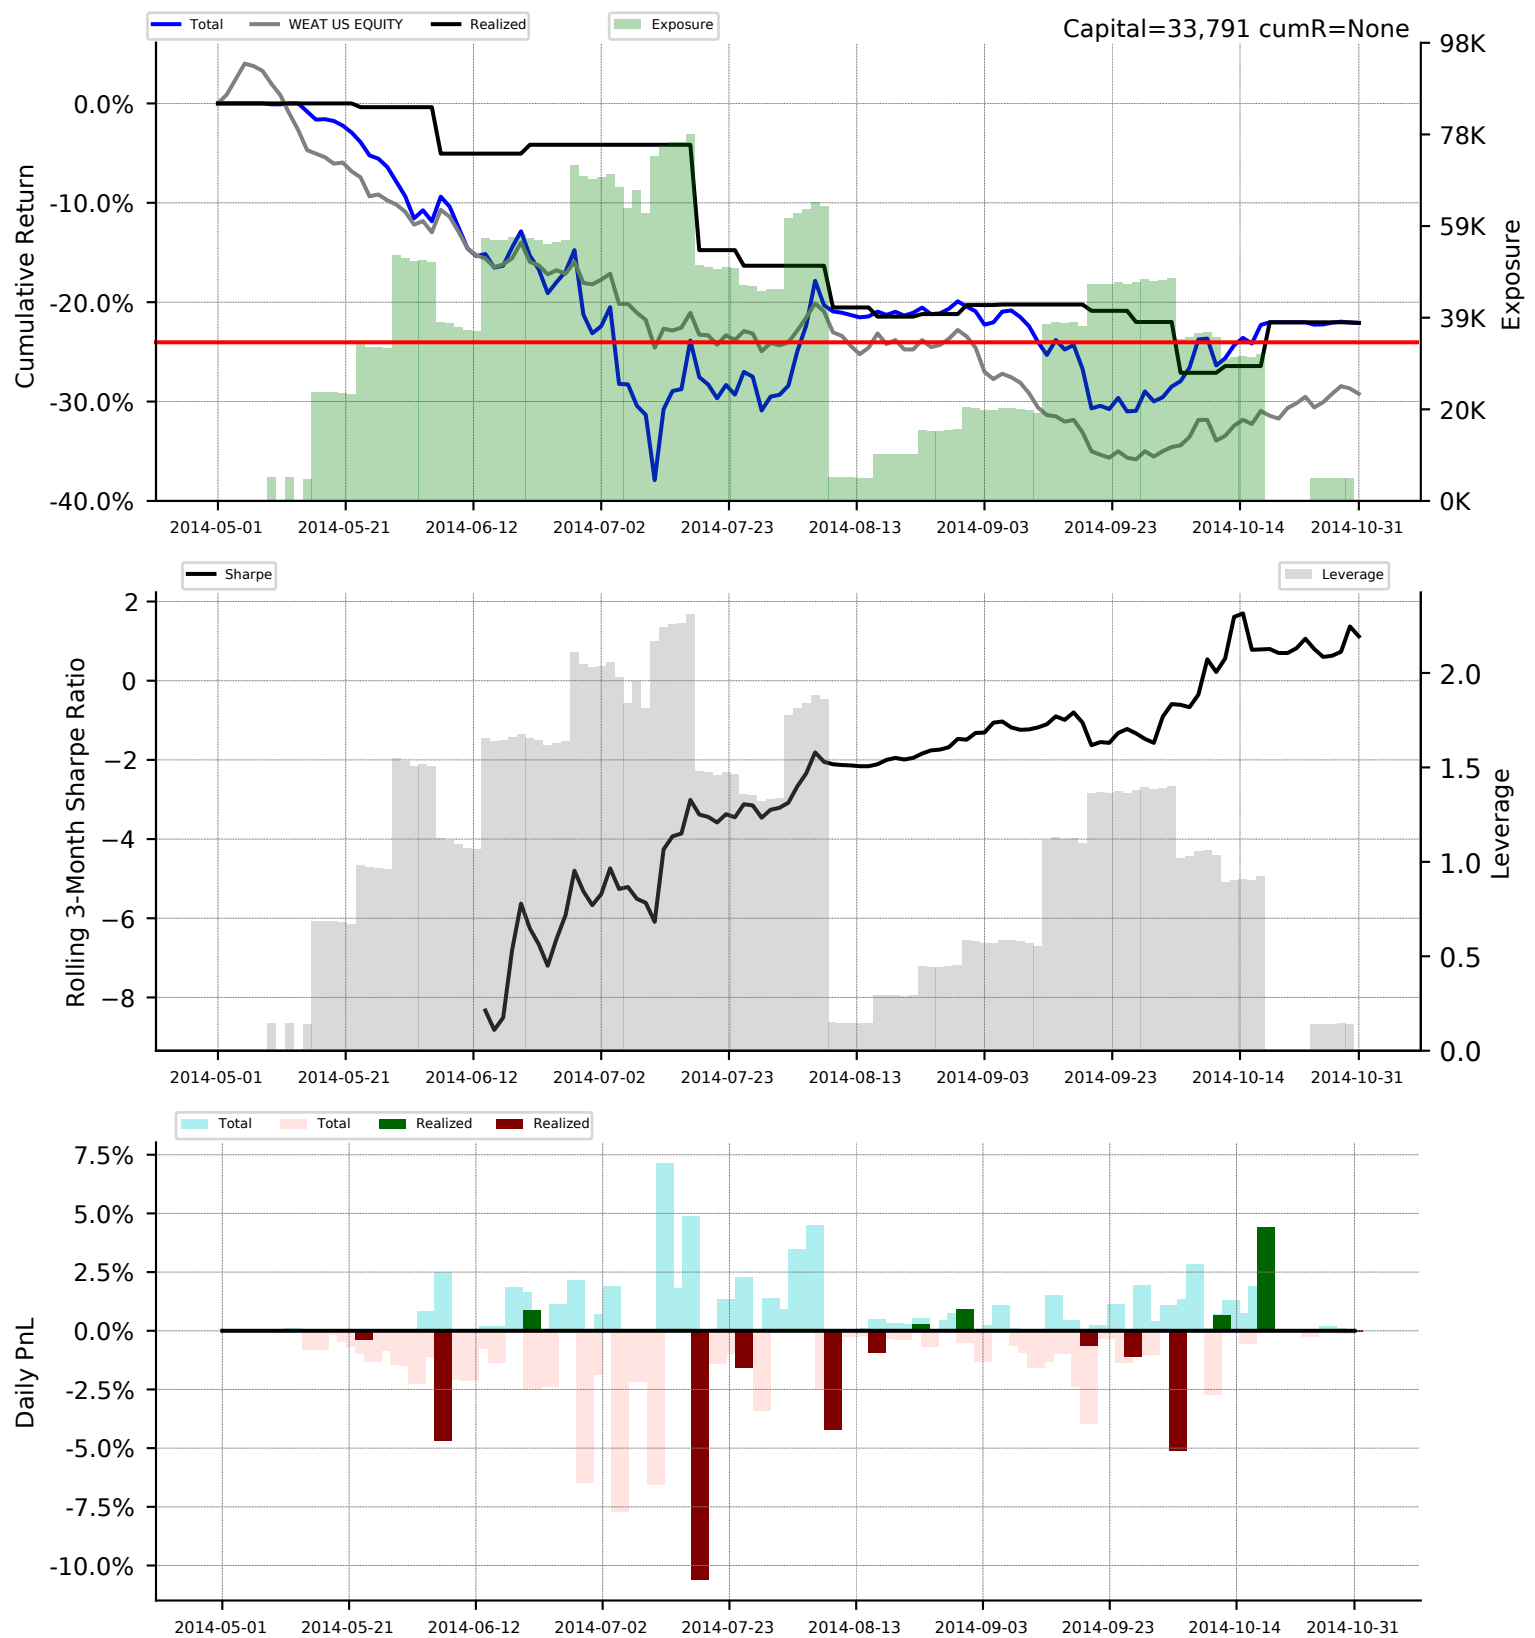 Total WEAT US EQUITY Realized Exposure Capital=33,791 cumR=None
98K
0.0% 78K
-10.0% 59K
-20.0% 39K
-30.0% 20K
-40.0% 0K
Cumulative Return
Exposure
2014-05-01 2014-05-21 2014-06-12 2014-07-02 2014-07-23 2014-08-13 2014-09-03 2014-09-23 2014-10-14 2014-10-31
Sharpe Leverage
2
0 2.0
−2 1.5
−4 1.0
−6 0.5
−8 0.0
Rolling 3-Month Sharpe Ratio
Leverage
2014-05-01 2014-05-21 2014-06-12 2014-07-02 2014-07-23 2014-08-13 2014-09-03 2014-09-23 2014-10-14 2014-10-31
Total Total Realized Realized
7.5%
5.0%
2.5%
0.0%
-2.5%
-5.0%
-7.5%
-10.0%
Daily PnL
2014-05-01 2014-05-21 2014-06-12 2014-07-02 2014-07-23 2014-08-13 2014-09-03 2014-09-23 2014-10-14 2014-10-31